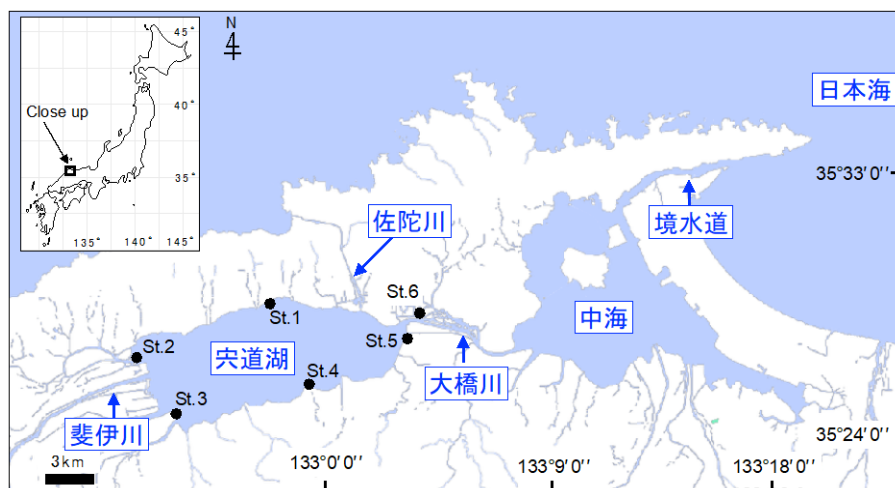 N
4
45°
40°
35°
135°
140°
145°
Close up
日本海
35°33′0′′
境水道
佐陀川
St.6
St.1
中海
St.2
宍道湖
St.5
St.4
大橋川
St.3
斐伊川
35°24′0′′
3km
133°0′0′′
133°9′0′′
133°18′0′′